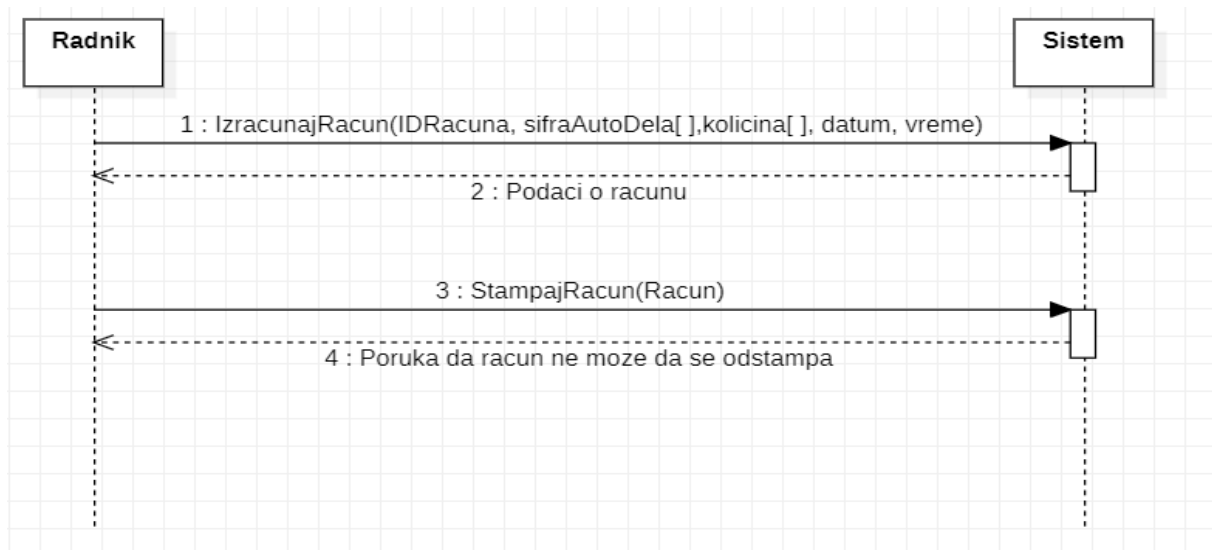 Radnik
Sistem
1 : IzracunajRacun(IDRacuna, sifraAutoDela[ ],kolicina[ ], datum, vreme)
2 : Podaci o racunu
3 : StampajRacun(Racun)
4 : Poruka da racun ne moze da se odstampa